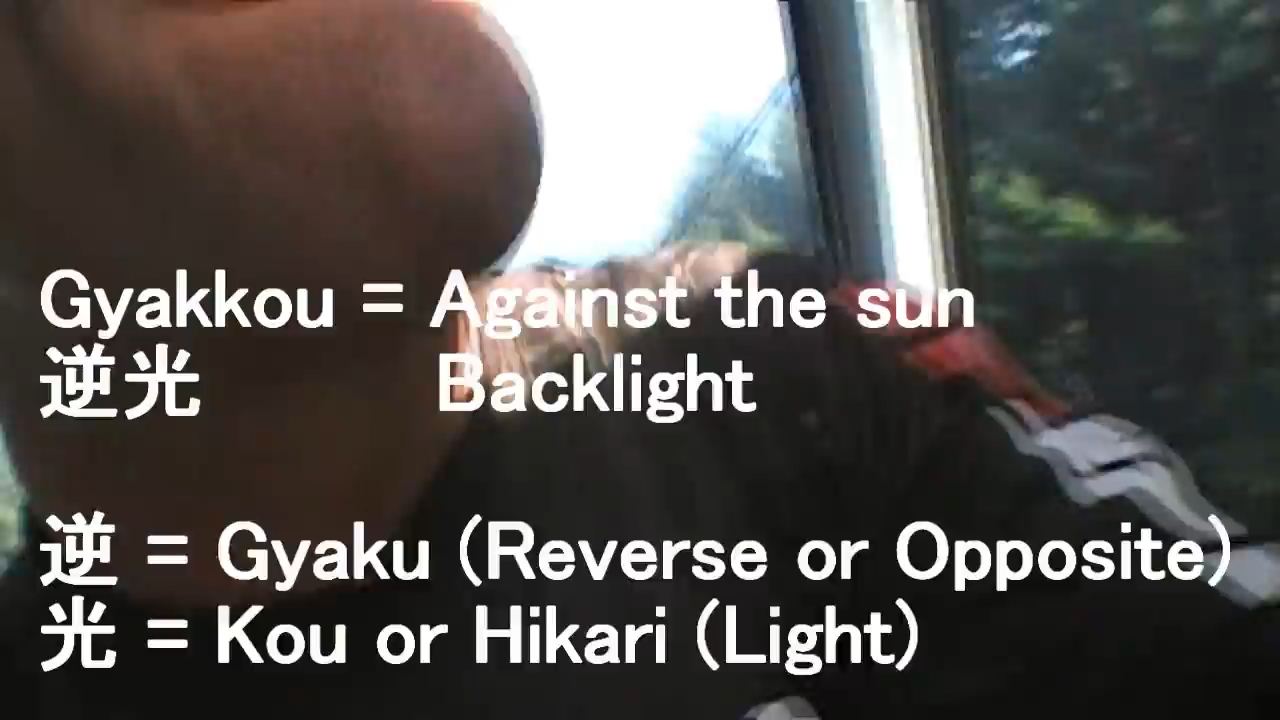 Gyakkou = Against the sun
逆光 Backlight
逆 = Gyaku (Reverse or Opposite)
光 = Kou or Hikari (Light)